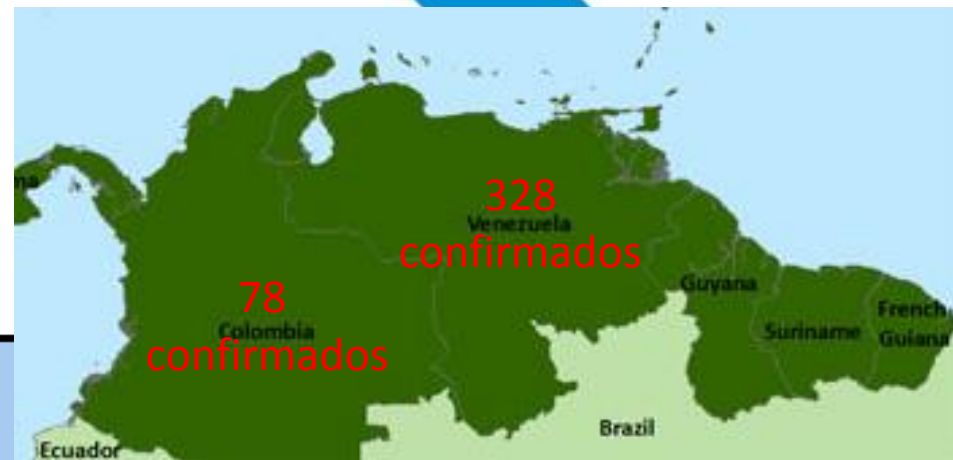 328
Venezuela
confirmados
Guyana
78
Colombia
confirmados
Suriname
French
Guiana
Brazil
Ecuador